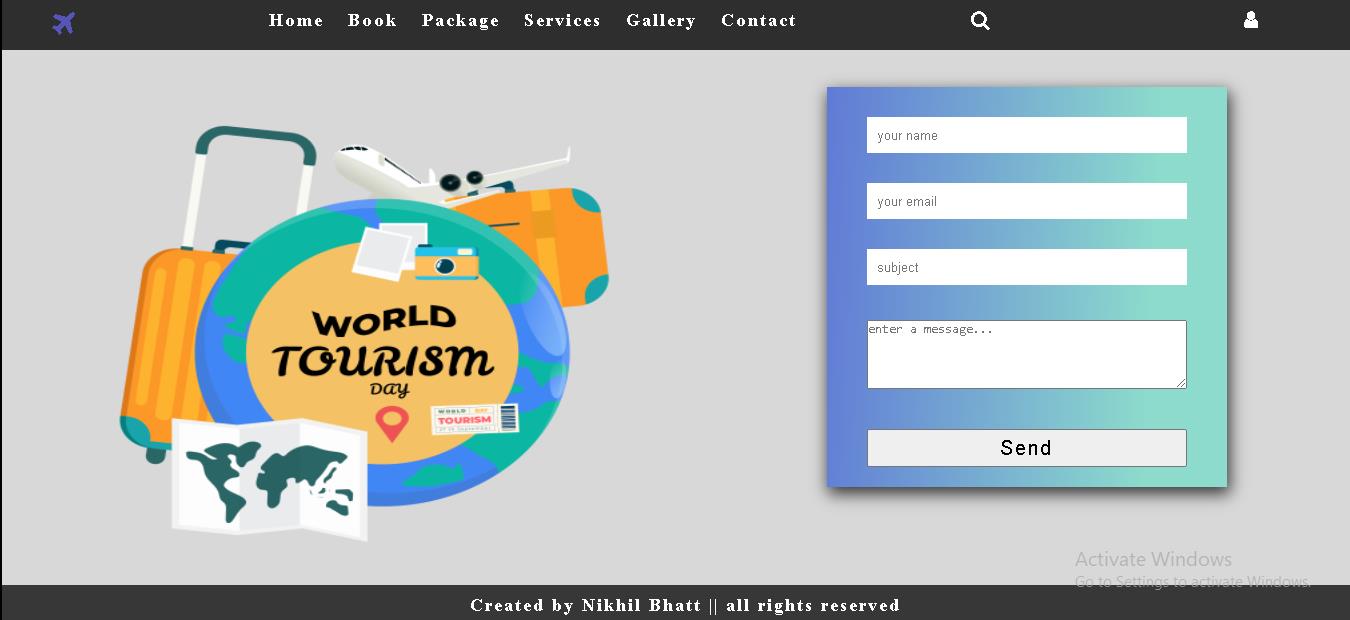 Home Book Package Services Gallery Contact
your name
your email
subject
enter a message...
Send
WORLD
TOURISM
DAY
WORLD DAY
TOURISM
Activate Windows
Go to Settings to activate Windows.
Created by Nikhil Bhatt || all rights reserved